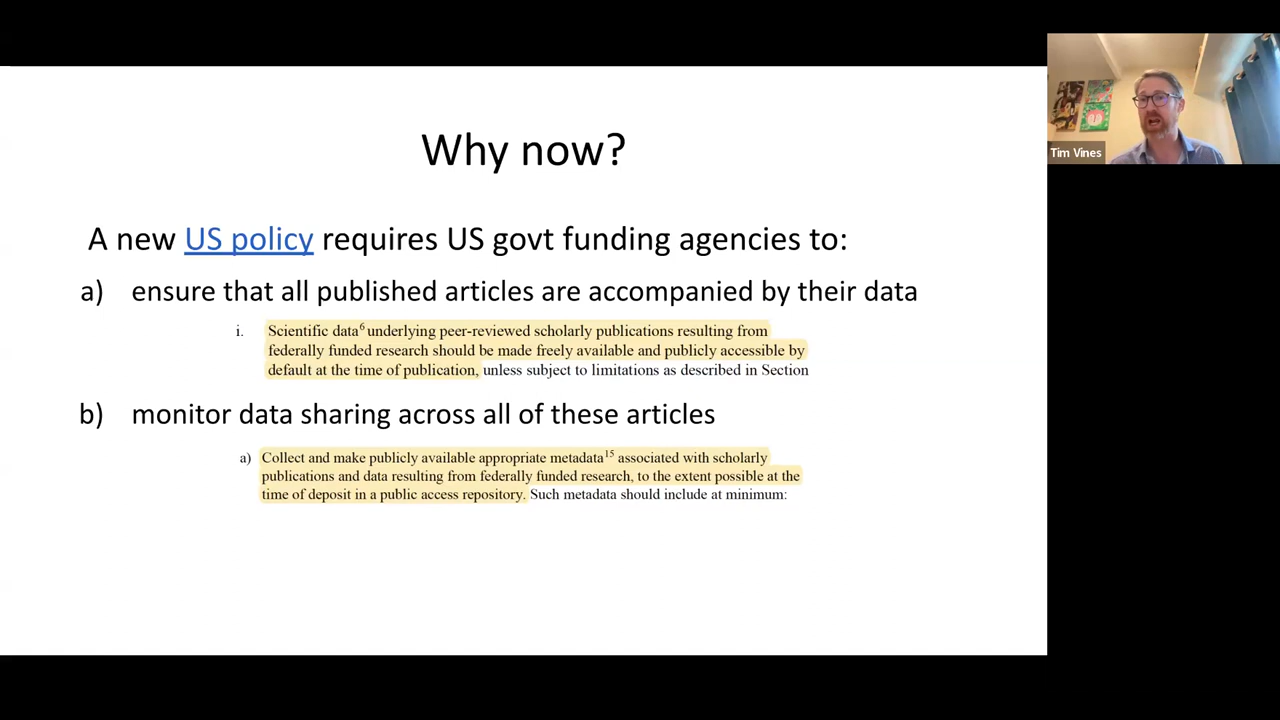 Why now?
A new US policy requires US govt funding agencies to:
a) ensure that all published articles are accompanied by their data
i. Scientific data⁶ underlying peer-reviewed scholarly publications resulting from
federally funded research should be made freely available and publicly accessible by
default at the time of publication, unless subject to limitations as described in Section
b) monitor data sharing across all of these articles
a) Collect and make publicly available appropriate metadata¹⁵ associated with scholarly
publications and data resulting from federally funded research, to the extent possible at the
time of deposit in a public access repository. Such metadata should include at minimum:
Tim Vines